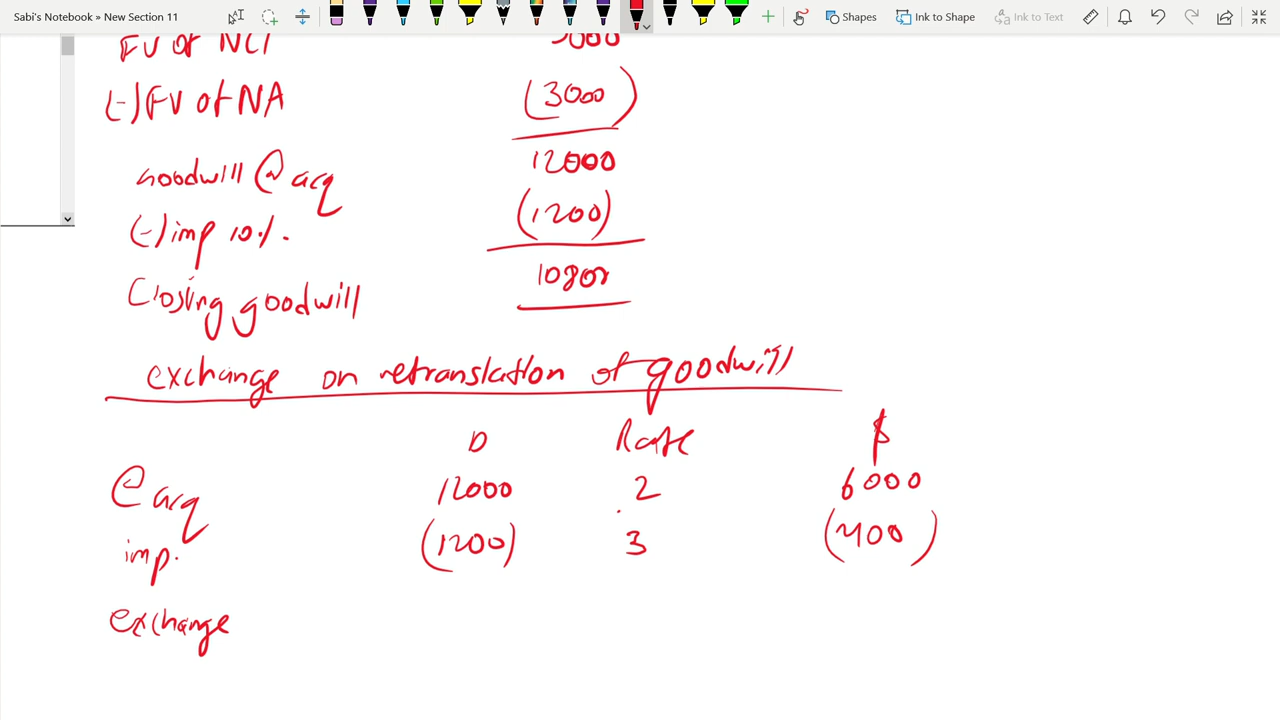 Sabi's Notebook » New Section 11
Shapes
Ink to Shape
Ink to Text
FV of NCI 5000
(-) FV of NA (3000)
Goodwill @ acq 12000
(-) imp 10%. (1200)
Closing goodwill 10800
exchange on retranslation of goodwill
D Rate $
@ acq 12000 2 6000
imp. (1200) 3 (400)
exchange